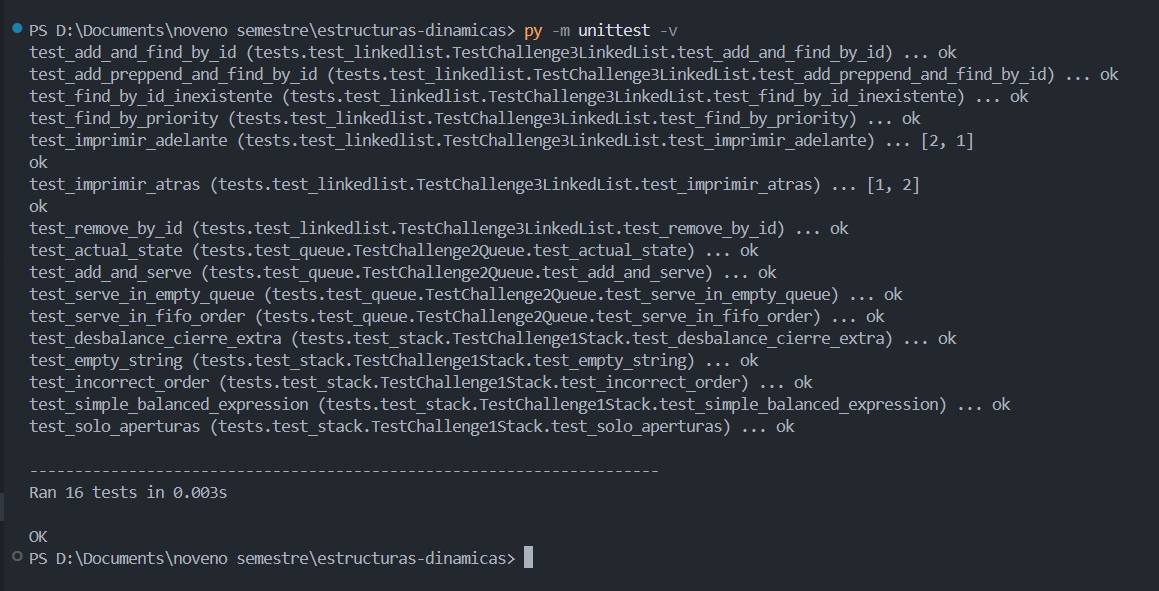 PS D:\Documents\noveno semestre\estructuras-dinamicas> py -m unittest -v
test_add_and_find_by_id (tests.test_linkedlist.TestChallenge3LinkedList.test_add_and_find_by_id) ... ok
test_add_preppend_and_find_by_id (tests.test_linkedlist.TestChallenge3LinkedList.test_add_preppend_and_find_by_id) ... ok
test_find_by_id_inexistente (tests.test_linkedlist.TestChallenge3LinkedList.test_find_by_id_inexistente) ... ok
test_find_by_priority (tests.test_linkedlist.TestChallenge3LinkedList.test_find_by_priority) ... ok
test_imprimir_adelante (tests.test_linkedlist.TestChallenge3LinkedList.test_imprimir_adelante) ... [2, 1]
ok
test_imprimir_atras (tests.test_linkedlist.TestChallenge3LinkedList.test_imprimir_atras) ... [1, 2]
ok
test_remove_by_id (tests.test_linkedlist.TestChallenge3LinkedList.test_remove_by_id) ... ok
test_actual_state (tests.test_queue.TestChallenge2Queue.test_actual_state) ... ok
test_add_and_serve (tests.test_queue.TestChallenge2Queue.test_add_and_serve) ... ok
test_serve_in_empty_queue (tests.test_queue.TestChallenge2Queue.test_serve_in_empty_queue) ... ok
test_serve_in_fifo_order (tests.test_queue.TestChallenge2Queue.test_serve_in_fifo_order) ... ok
test_desbalance_cierre_extra (tests.test_stack.TestChallenge1Stack.test_desbalance_cierre_extra) ... ok
test_empty_string (tests.test_stack.TestChallenge1Stack.test_empty_string) ... ok
test_incorrect_order (tests.test_stack.TestChallenge1Stack.test_incorrect_order) ... ok
test_simple_balanced_expression (tests.test_stack.TestChallenge1Stack.test_simple_balanced_expression) ... ok
test_solo_aperturas (tests.test_stack.TestChallenge1Stack.test_solo_aperturas) ... ok
----------------------------------------------------------------------
Ran 16 tests in 0.003s
OK
PS D:\Documents\noveno semestre\estructuras-dinamicas>